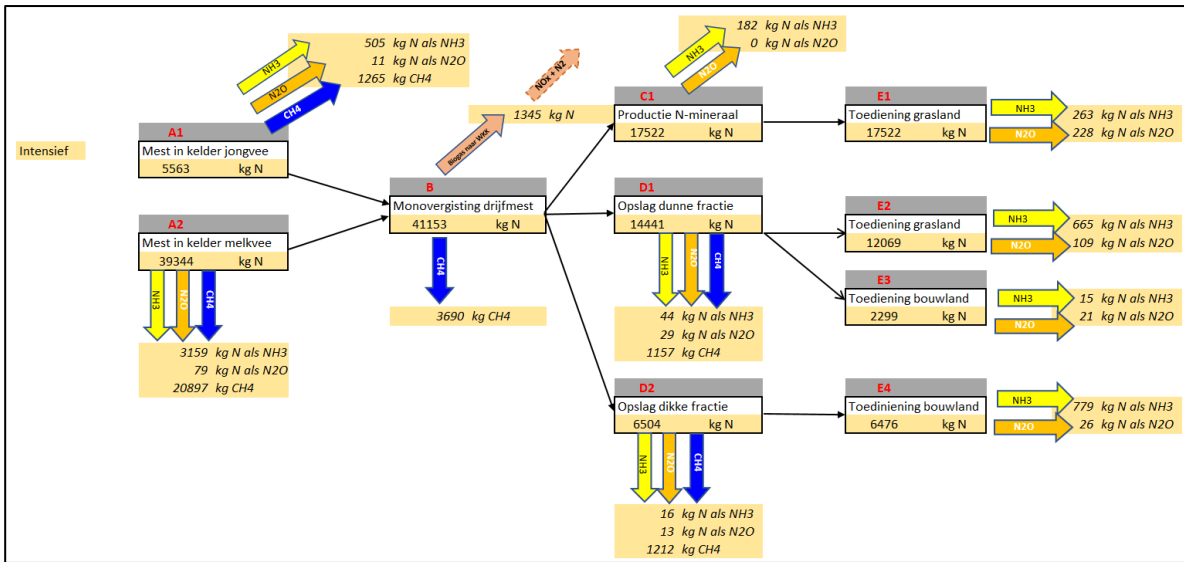 182 kg N als NH3
0 kg N als N2O
NH3
N2O
505 kg N als NH3
11 kg N als N2O
1265 kg CH4
NH3
N2O
CH4
NOx + N2
1345 kg N
Biogas naar WKK
Intensief
A1
Mest in kelder jongvee
5563 kg N
A2
Mest in kelder melkvee
39344 kg N
NH3
N2O
CH4
3159 kg N als NH3
79 kg N als N2O
20897 kg CH4
B
Monovergisting drijfmest
41153 kg N
CH4
3690 kg CH4
C1
Productie N-mineraal
17522 kg N
D1
Opslag dunne fractie
14441 kg N
NH3
N2O
CH4
44 kg N als NH3
29 kg N als N2O
1157 kg CH4
D2
Opslag dikke fractie
6504 kg N
NH3
N2O
CH4
16 kg N als NH3
13 kg N als N2O
1212 kg CH4
E1
Toediening grasland
17522 kg N
NH3
N2O
263 kg N als NH3
228 kg N als N2O
E2
Toediening grasland
12069 kg N
NH3
N2O
665 kg N als NH3
109 kg N als N2O
E3
Toediening bouwland
2299 kg N
NH3
N2O
15 kg N als NH3
21 kg N als N2O
E4
Toediniening bouwland
6476 kg N
NH3
N2O
779 kg N als NH3
26 kg N als N2O